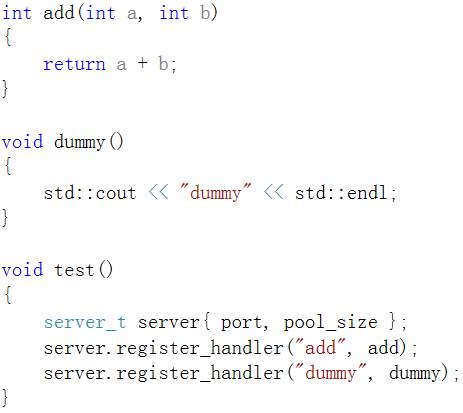 int add(int a, int b)
{
    return a + b;
}

void dummy()
{
    std::cout << "dummy" << std::endl;
}

void test()
{
    server_t server{ port, pool_size };
    server.register_handler("add", add);
    server.register_handler("dummy", dummy);
}